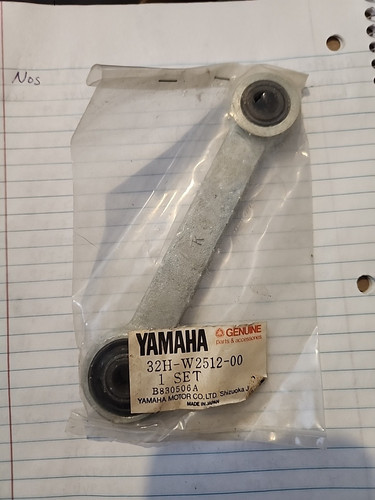 Nos
K
YAMAHA
GENUINE
parts & accessories
32H-W2512-00
1 SET
B830506A
YAMAHA MOTOR CO., LTD. Shizuoka
MADE IN JAPAN